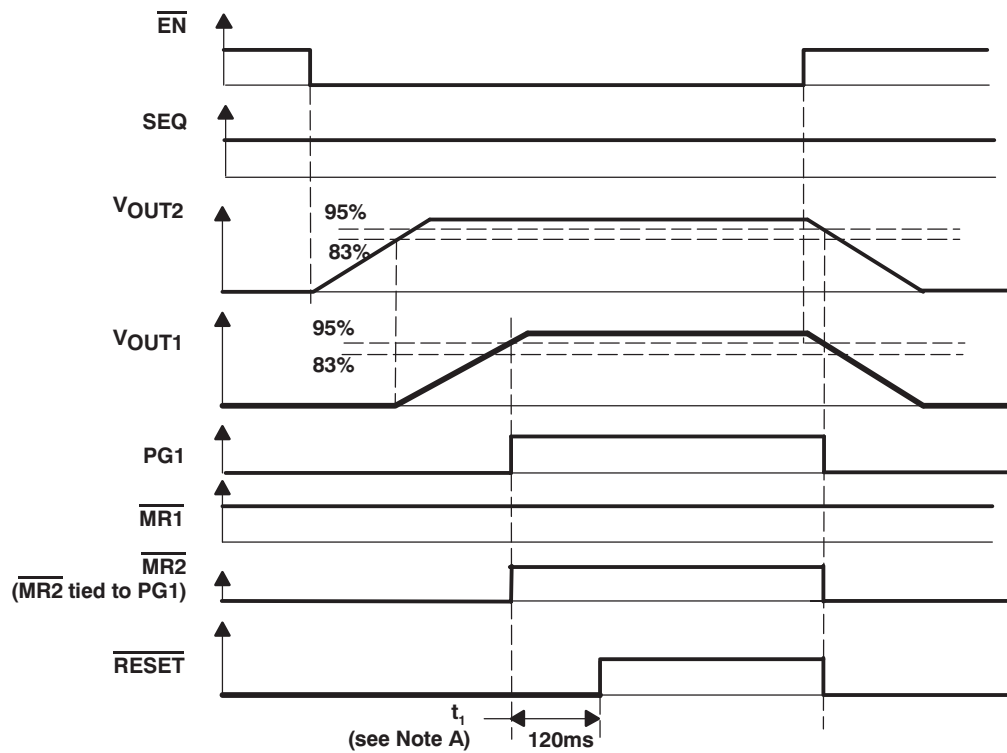 EN
SEQ
VOUT2
95%
83%
VOUT1
95%
83%
PG1
MR1
MR2
(MR2 tied to PG1)
RESET
t1
(see Note A)
120ms